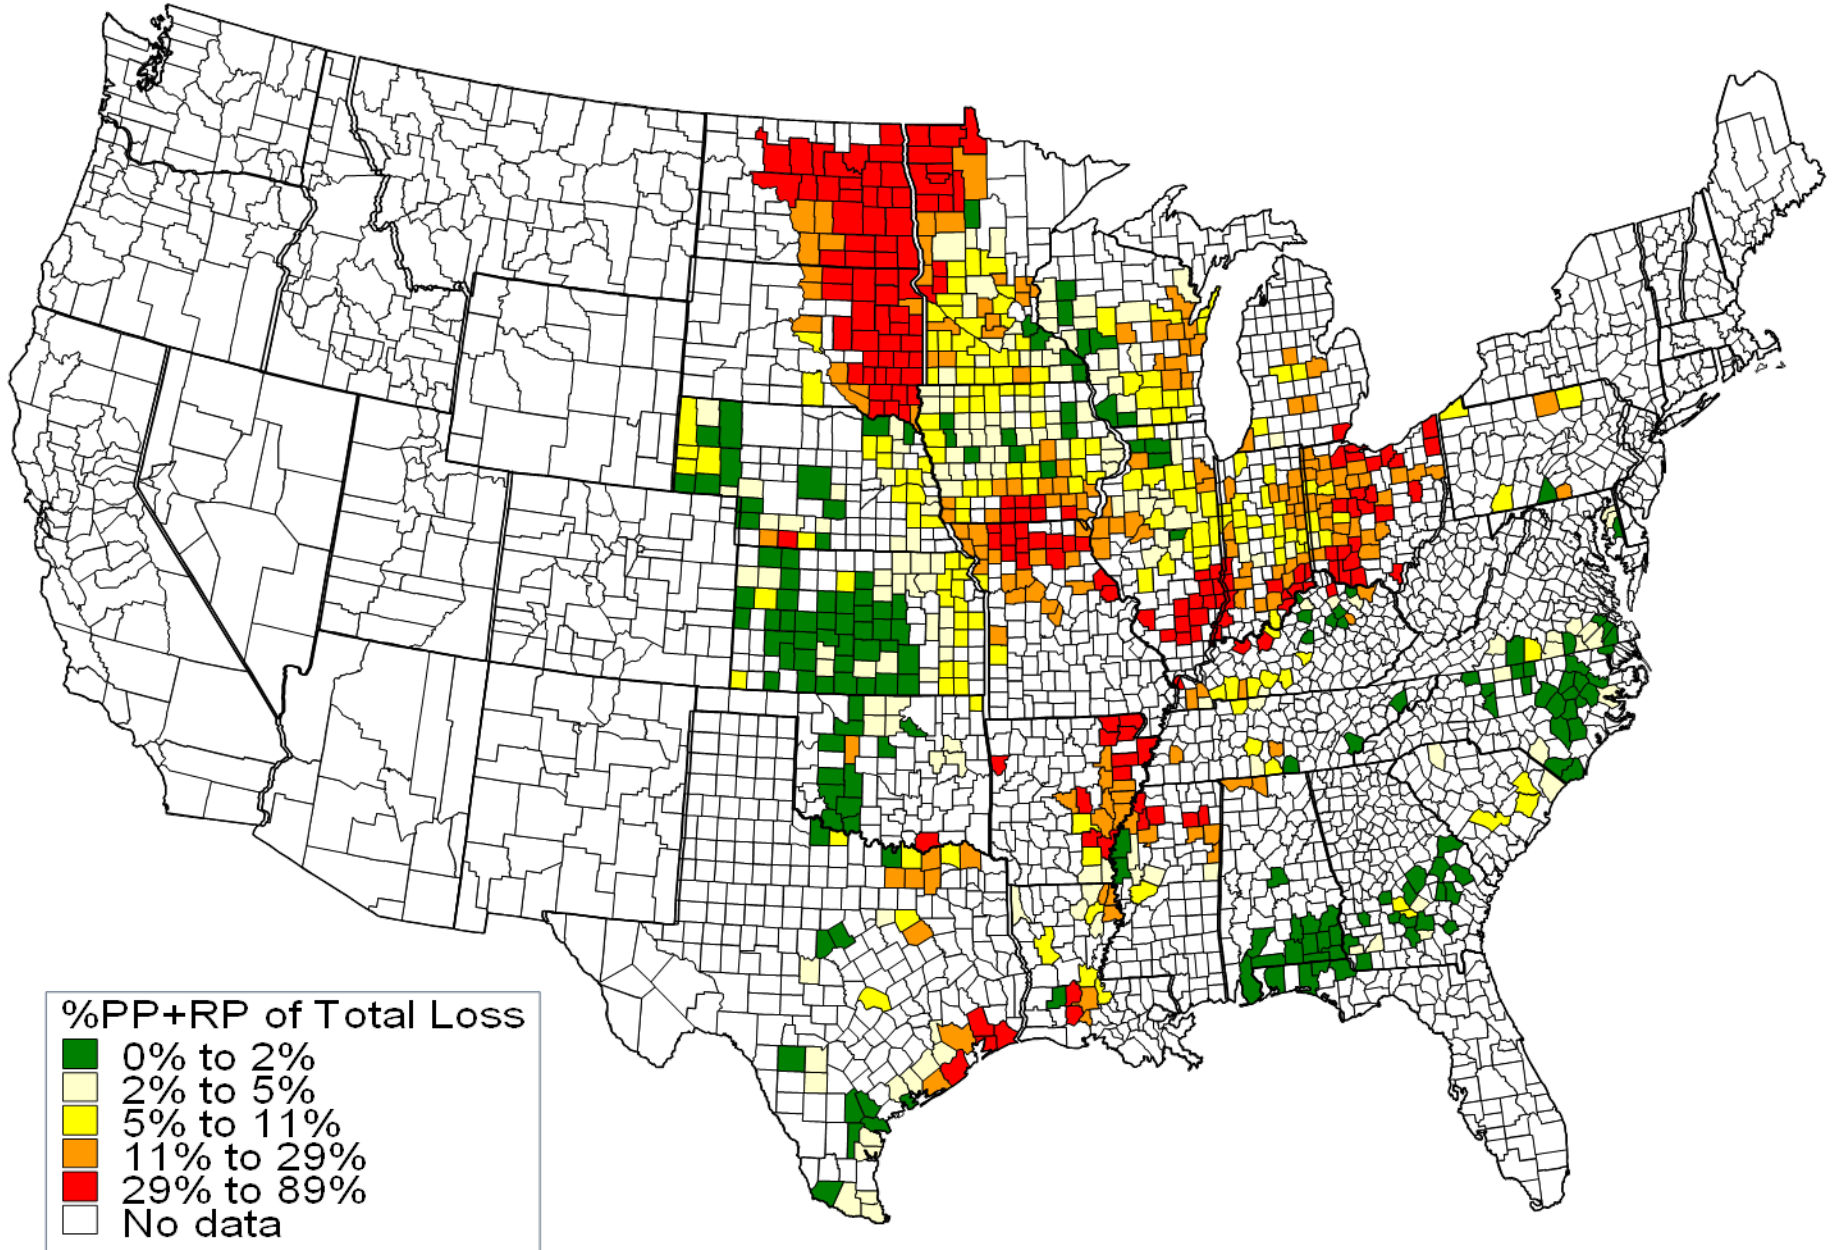 %PP+RP of Total Loss
0% to 2%
2% to 5%
5% to 11%
11% to 29%
29% to 89%
No data